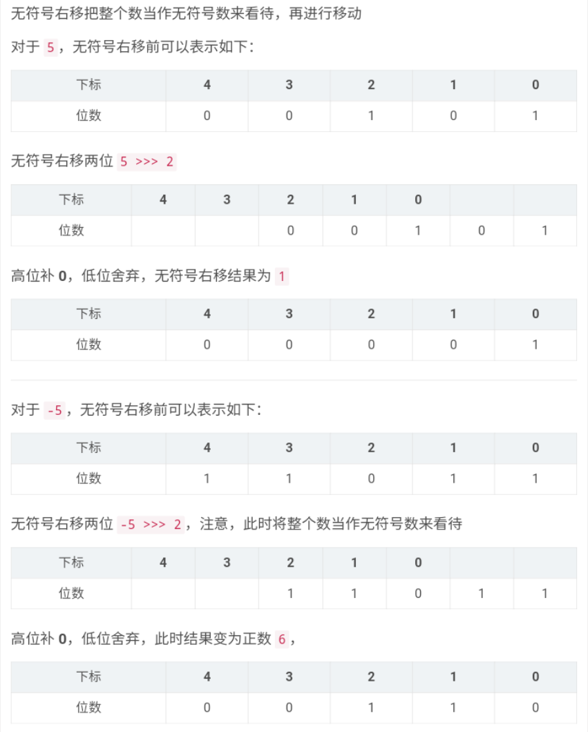 无符号右移把整个数当作无符号数来看待，再进行移动
对于 5，无符号右移前可以表示如下：
下标 4 3 2 1 0
位数 0 0 1 0 1
无符号右移两位 5 >>> 2
下标 4 3 2 1 0
位数 0 0 1 0 1
高位补 0，低位舍弃，无符号右移结果为 1
下标 4 3 2 1 0
位数 0 0 0 0 1
对于 -5，无符号右移前可以表示如下：
下标 4 3 2 1 0
位数 1 1 0 1 1
无符号右移两位 -5 >>> 2，注意，此时将整个数当作无符号数来看待
下标 4 3 2 1 0
位数 1 1 0 1 1
高位补 0，低位舍弃，此时结果变为正数 6，
下标 4 3 2 1 0
位数 0 0 1 1 0